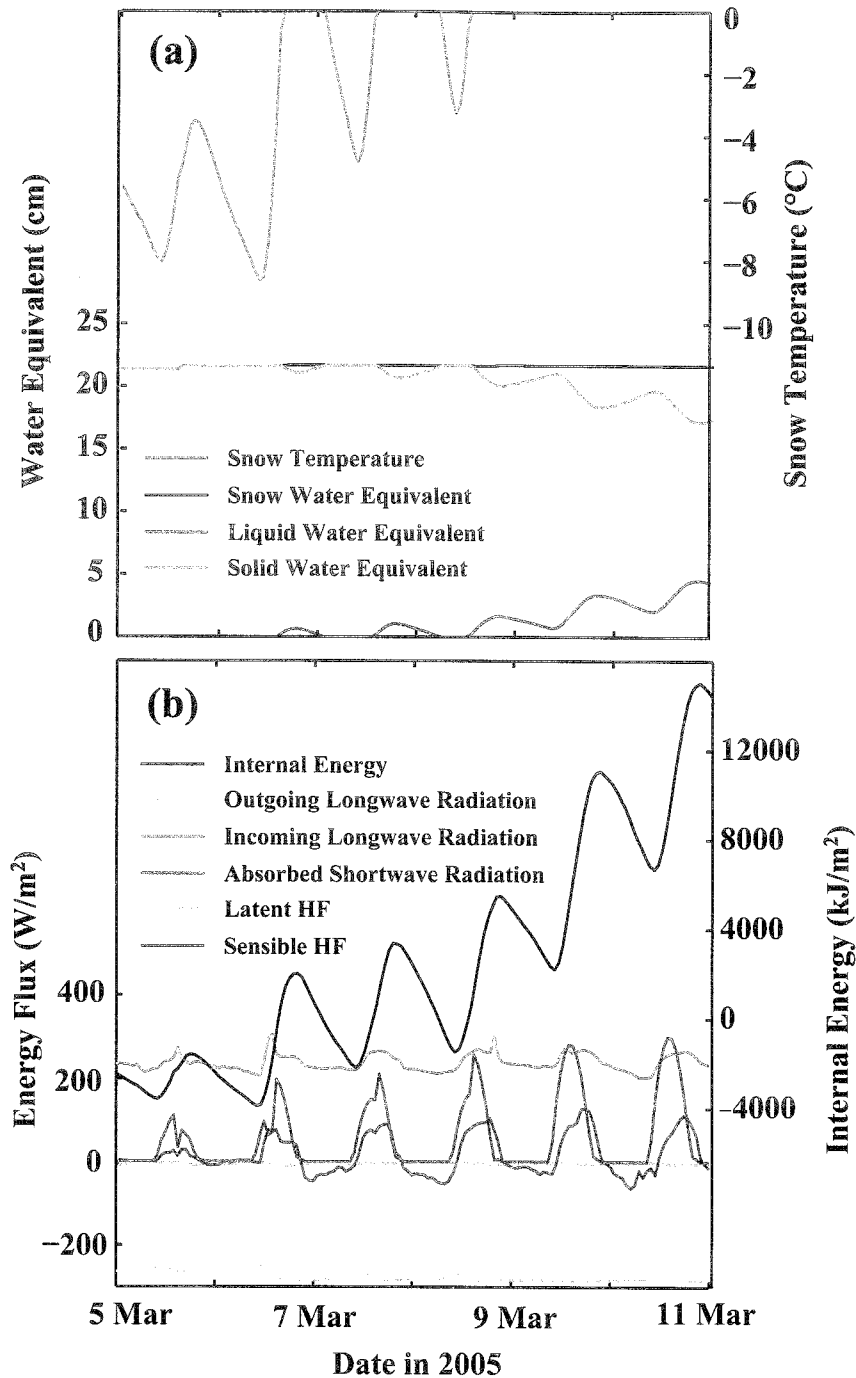 (a)
Water Equivalent (cm)
25
20
15
10
5
0
Snow Temperature (°C)
0
−2
−4
−6
−8
−10
Snow Temperature
Snow Water Equivalent
Liquid Water Equivalent
Solid Water Equivalent
(b)
Energy Flux (W/m²)
400
200
0
−200
Internal Energy (kJ/m²)
12000
8000
4000
0
−4000
Internal Energy
Outgoing Longwave Radiation
Incoming Longwave Radiation
Absorbed Shortwave Radiation
Latent HF
Sensible HF
5 Mar
7 Mar
9 Mar
11 Mar
Date in 2005